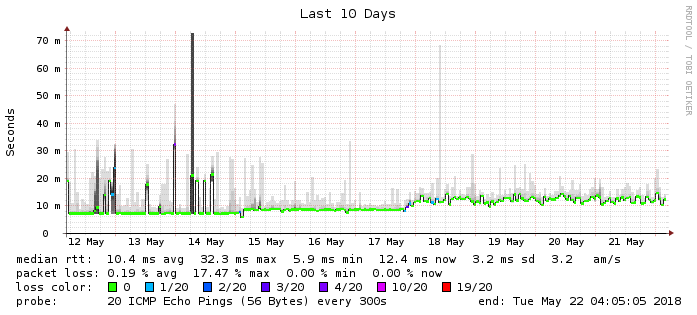 Last 10 Days
RRDTOOL / TOBI OETIKER
Seconds
70 m
60 m
50 m
40 m
30 m
20 m
10 m
0
12 May 13 May 14 May 15 May 16 May 17 May 18 May 19 May 20 May 21 May
median rtt: 10.4 ms avg 32.3 ms max 5.9 ms min 12.4 ms now 3.2 ms sd 3.2 am/s
packet loss: 0.19 % avg 17.47 % max 0.00 % min 0.00 % now
loss color: 0 1/20 2/20 3/20 4/20 10/20 19/20
probe: 20 ICMP Echo Pings (56 Bytes) every 300s end: Tue May 22 04:05:05 2018